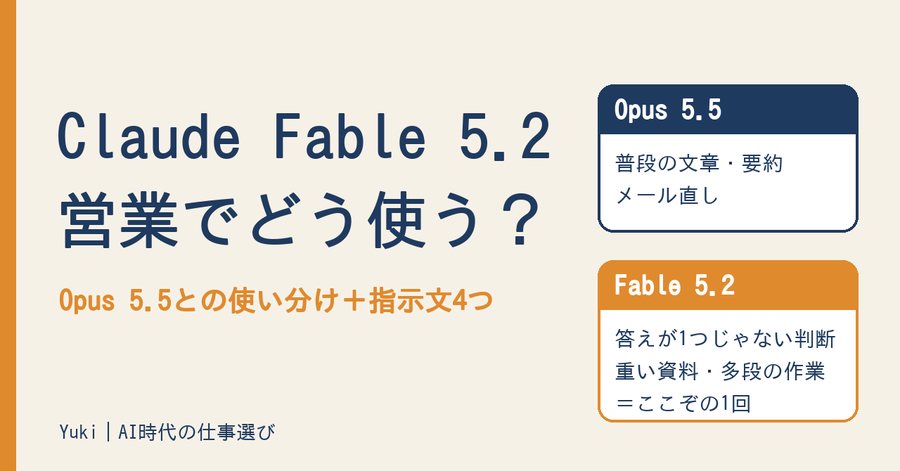 Claude Fable 5.2
営業でどう使う？
Opus 5.5との使い分け＋指示文4つ
Yuki｜AI時代の仕事選び
Opus 5.5
普段の文章・要約
メール直し
Fable 5.2
答えが1つじゃない判断
重い資料・多段の作業
＝ここぞの1回